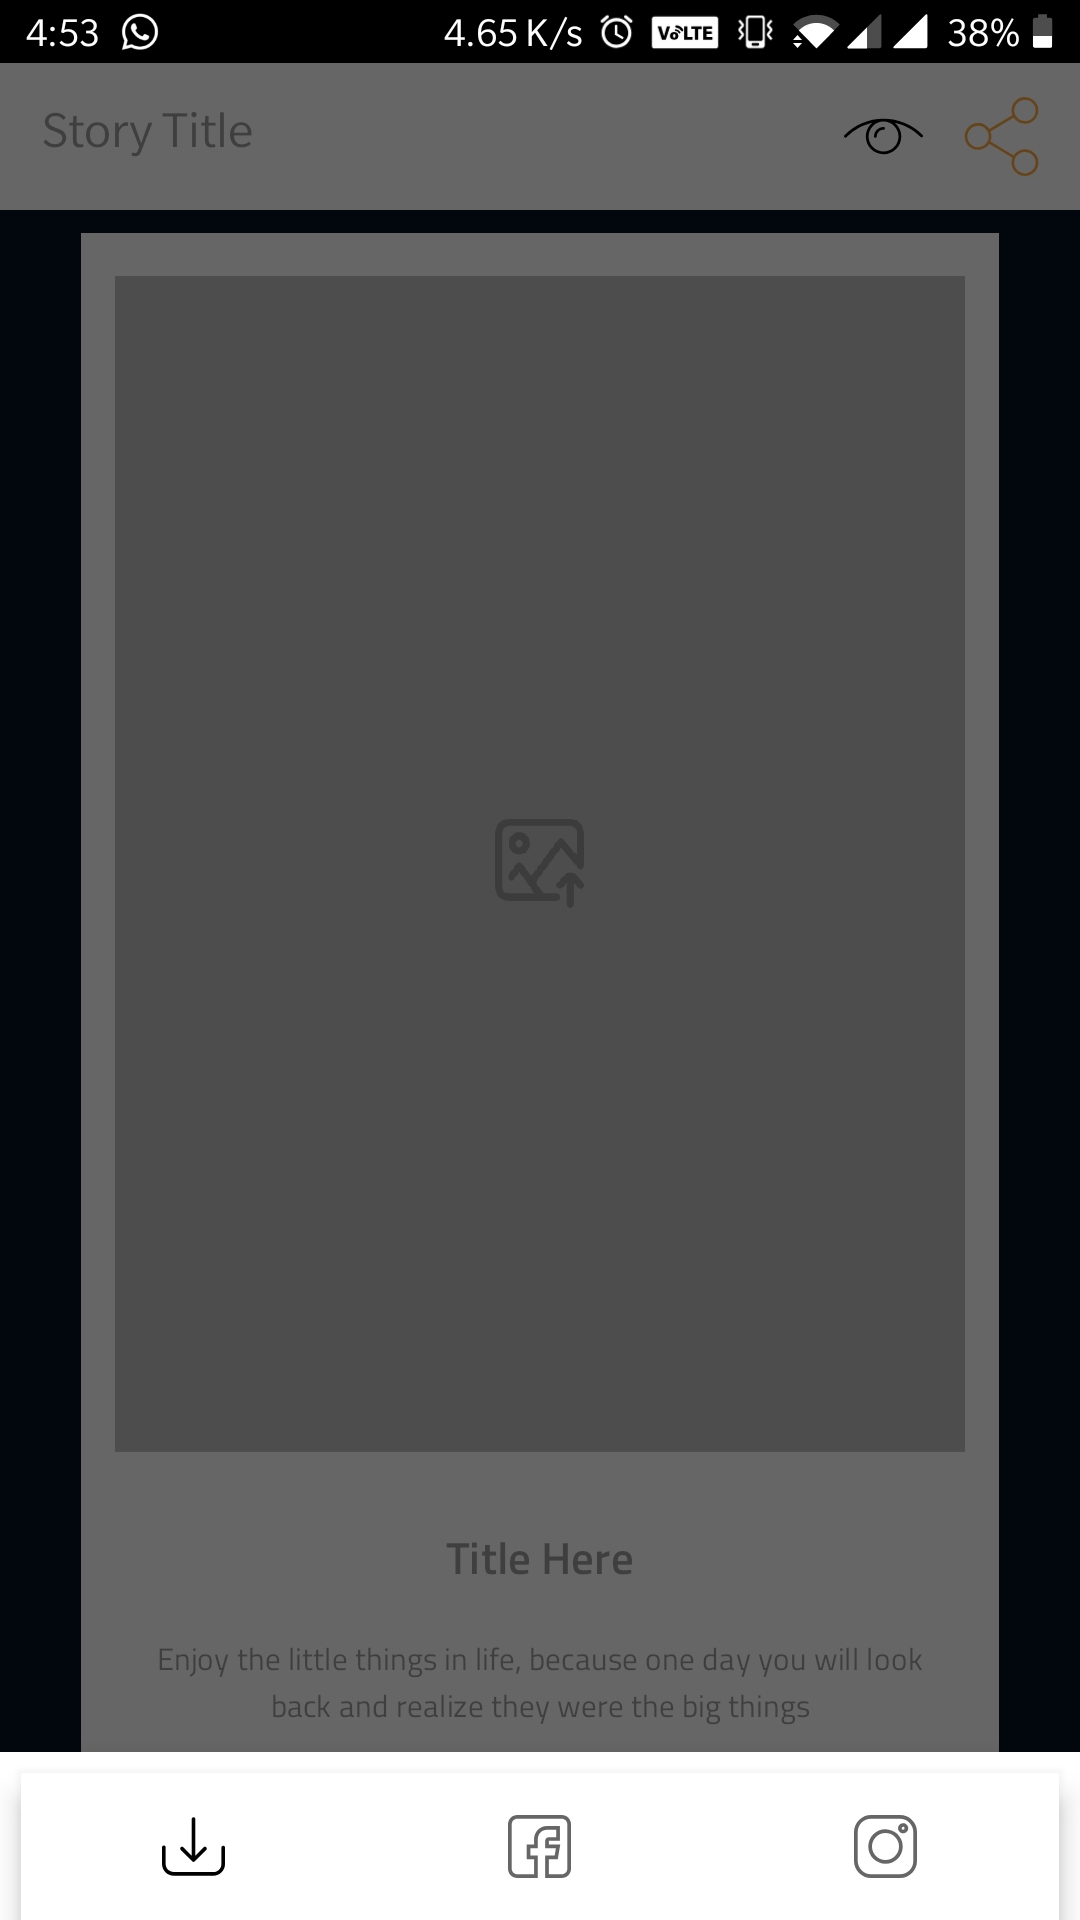 4:53 4.65 K/s VoLTE 38%
Story Title
Title Here
Enjoy the little things in life, because one day you will look
back and realize they were the big things